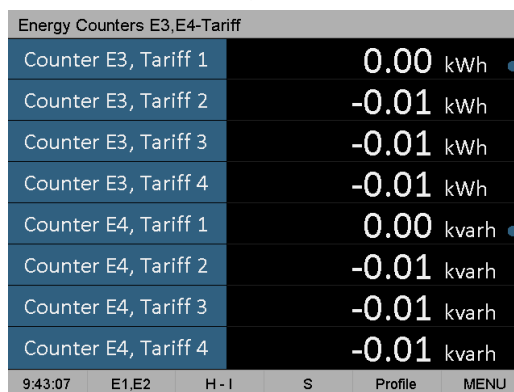 Energy Counters E3,E4-Tariff
Counter E3, Tariff 1 0.00 kWh
Counter E3, Tariff 2 -0.01 kWh
Counter E3, Tariff 3 -0.01 kWh
Counter E3, Tariff 4 -0.01 kWh
Counter E4, Tariff 1 0.00 kvarh
Counter E4, Tariff 2 -0.01 kvarh
Counter E4, Tariff 3 -0.01 kvarh
Counter E4, Tariff 4 -0.01 kvarh
9:43:07 E1,E2 H - I S Profile MENU